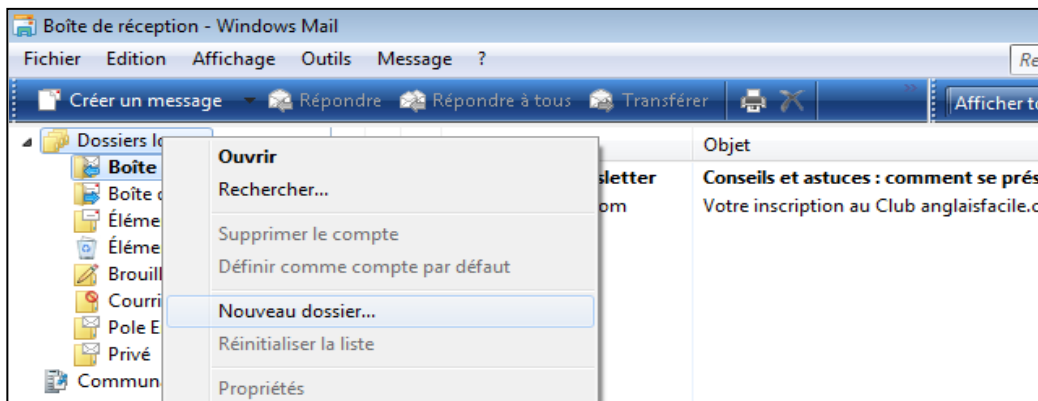 Boîte de réception - Windows Mail
Fichier Edition Affichage Outils Message ?
Re
Créer un message Répondre Répondre à tous Transférer Afficher to
Dossiers lo
Objet
Boîte
Boîte d
Éléme
Éléme
Brouill
Courri
Pole E
Privé
Commun
Ouvrir
Rechercher...
Supprimer le compte
Définir comme compte par défaut
Nouveau dossier...
Réinitialiser la liste
Propriétés
sletter Conseils et astuces : comment se prés
om Votre inscription au Club anglaisfacile.c